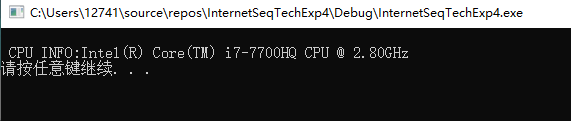 C:\Users\12741\source\repos\InternetSeqTechExp4\Debug\InternetSeqTechExp4.exe
CPU INFO:Intel(R) Core(TM) i7-7700HQ CPU @ 2.80GHz
请按任意键继续. . .